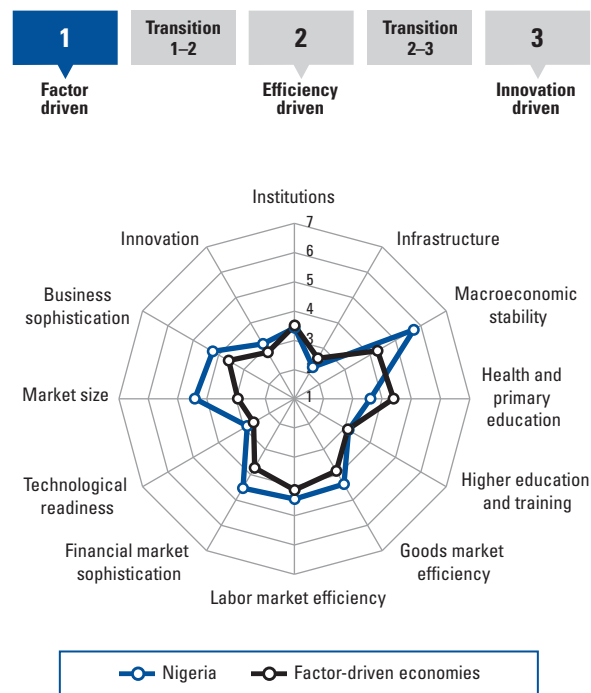 1
Transition
1–2
2
Transition
2–3
3
Factor
driven
Efficiency
driven
Innovation
driven
Institutions
7
Innovation
Infrastructure
6
5
Business
sophistication
Macroeconomic
stability
4
3
Market size
1
Health and
primary
education
Technological
readiness
Higher education
and training
Financial market
sophistication
Goods market
efficiency
Labor market efficiency
Nigeria
Factor-driven economies